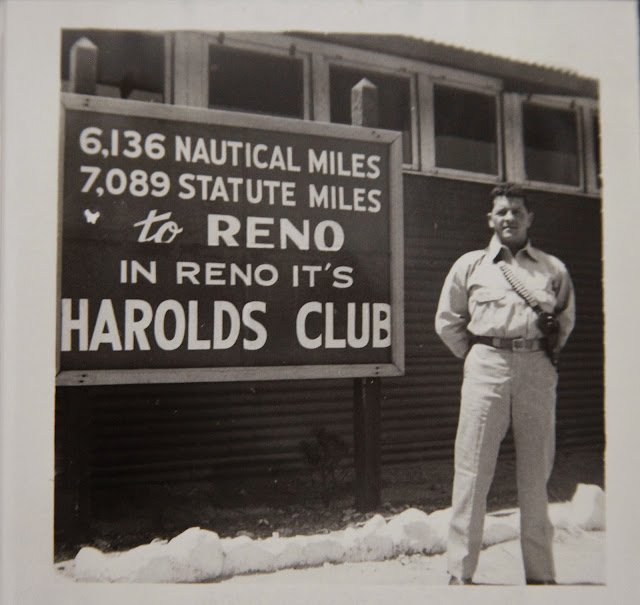 6,136 NAUTICAL MILES
7,089 STATUTE MILES
to RENO
IN RENO IT'S
HAROLDS CLUB